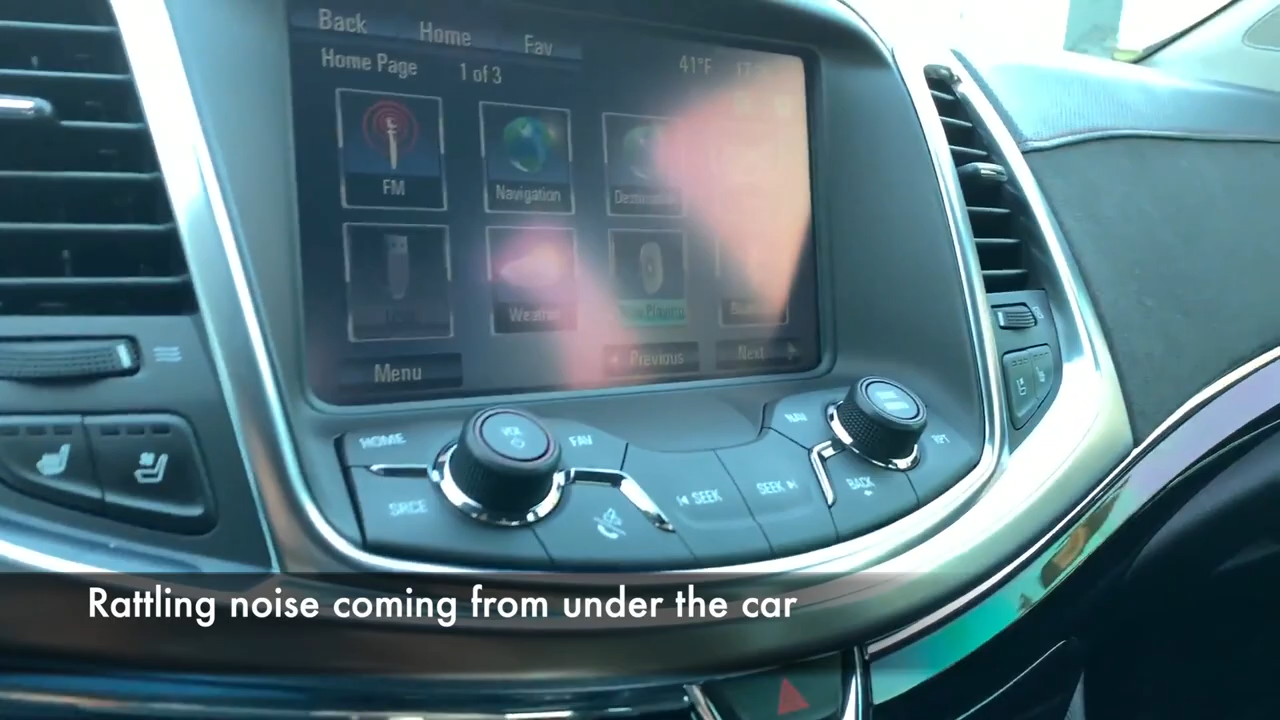 Back Home Fav
Home Page 1 of 3 41°F
FM
Navigation
Weather
Menu
Previous
Next
HOME
VOL
FAV
NAV
SRCE
SEEK
SEEK
BACK
Rattling noise coming from under the car